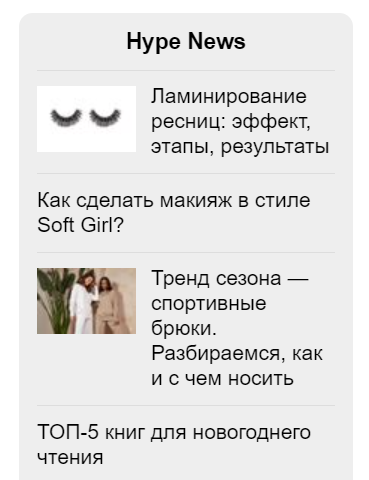 Hype News
Ламинирование
ресниц: эффект,
этапы, результаты
Как сделать макияж в стиле
Soft Girl?
Тренд сезона —
спортивные
брюки.
Разбираемся, как
и с чем носить
ТОП-5 книг для новогоднего
чтения